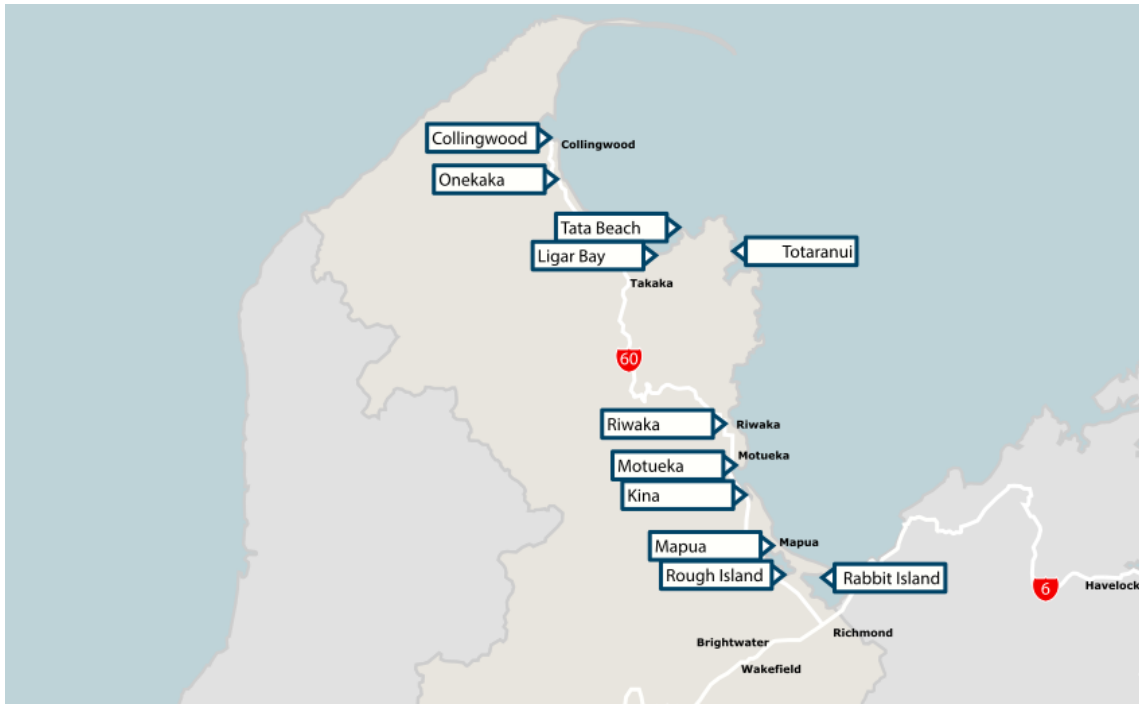 Collingwood
Collingwood
Onekaka
Tata Beach
Totaranui
Ligar Bay
Takaka
60
Riwaka
Riwaka
Motueka
Motueka
Kina
Mapua
Mapua
Rough Island
Rabbit Island
6
Havelock
Richmond
Brightwater
Wakefield